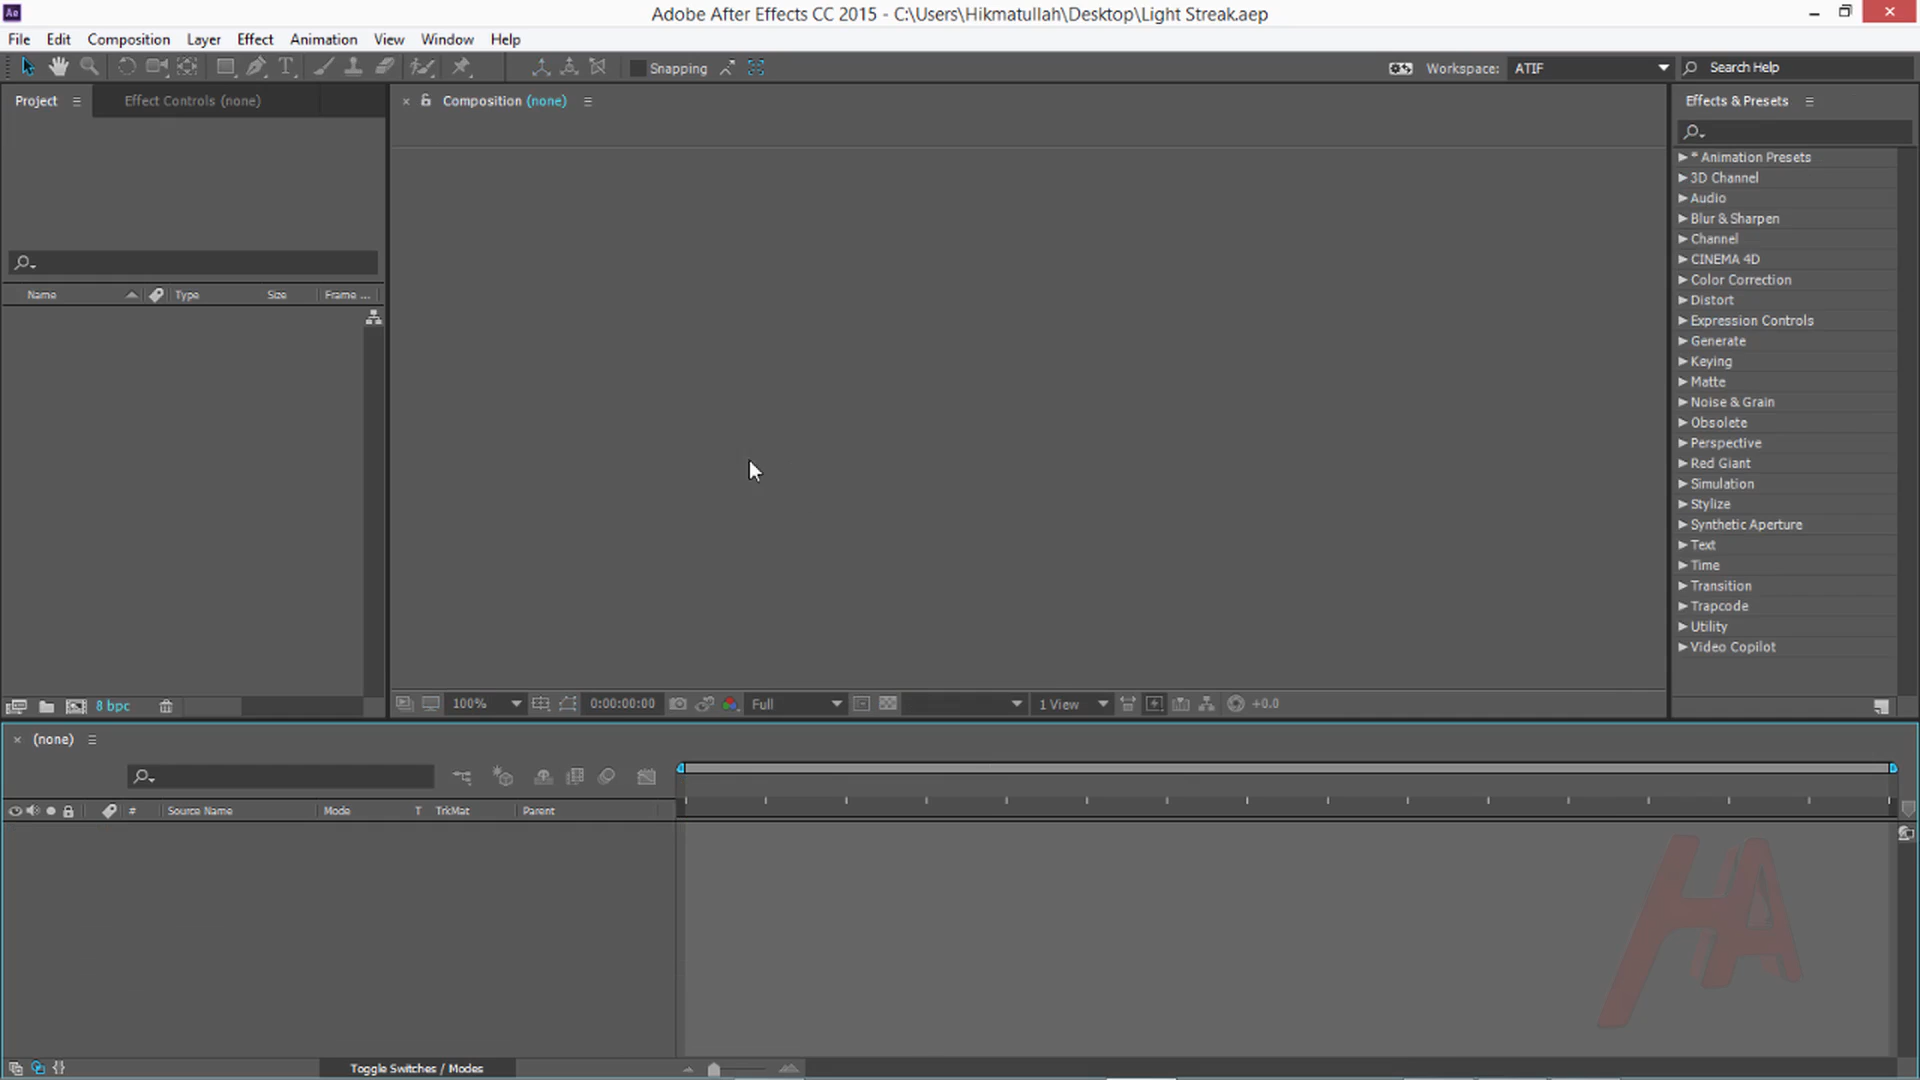 Ae Adobe After Effects CC 2015 - C:\Users\Hikmatullah\Desktop\Light Streak.aep
File Edit Composition Layer Effect Animation View Window Help
T Snapping Workspace: ATIF Search Help
Project Effect Controls (none) Composition (none) Effects & Presets
* Animation Presets
3D Channel
Audio
Blur & Sharpen
Channel
CINEMA 4D
Color Correction
Distort
Expression Controls
Generate
Keying
Matte
Noise & Grain
Obsolete
Perspective
Red Giant
Simulation
Stylize
Synthetic Aperture
Text
Time
Transition
Trapcode
Utility
Video Copilot
Name Type Size Frame ...
8 bpc 100% 0:00:00:00 Full 1 View +0.0
(none)
# Source Name Mode T TrkMat Parent
HA
Toggle Switches / Modes